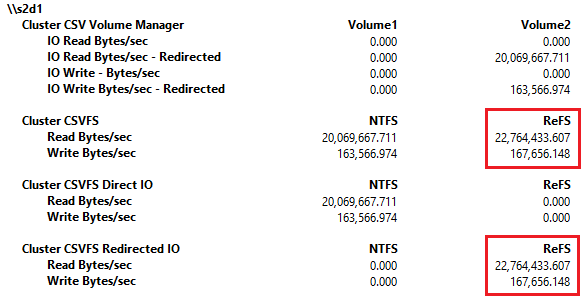 \\s2d1
Cluster CSV Volume Manager Volume1 Volume2
IO Read Bytes/sec 0.000 0.000
IO Read Bytes/sec - Redirected 0.000 20,069,667.711
IO Write - Bytes/sec 0.000 0.000
IO Write Bytes/sec - Redirected 0.000 163,566.974
Cluster CSVFS NTFS ReFS
Read Bytes/sec 20,069,667.711 22,764,433.607
Write Bytes/sec 163,566.974 167,656.148
Cluster CSVFS Direct IO NTFS ReFS
Read Bytes/sec 20,069,667.711 0.000
Write Bytes/sec 163,566.974 0.000
Cluster CSVFS Redirected IO NTFS ReFS
Read Bytes/sec 0.000 22,764,433.607
Write Bytes/sec 0.000 167,656.148